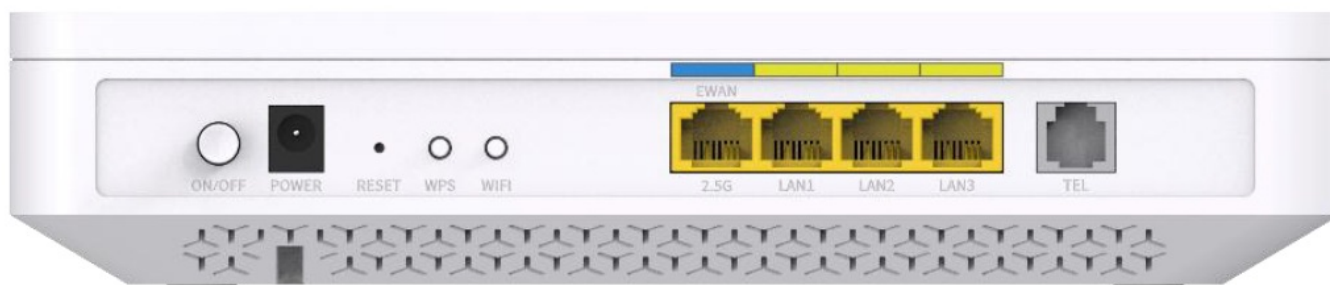 EWAN
ON/OFF POWER RESET WPS WIFI 2.5G LAN1 LAN2 LAN3 TEL